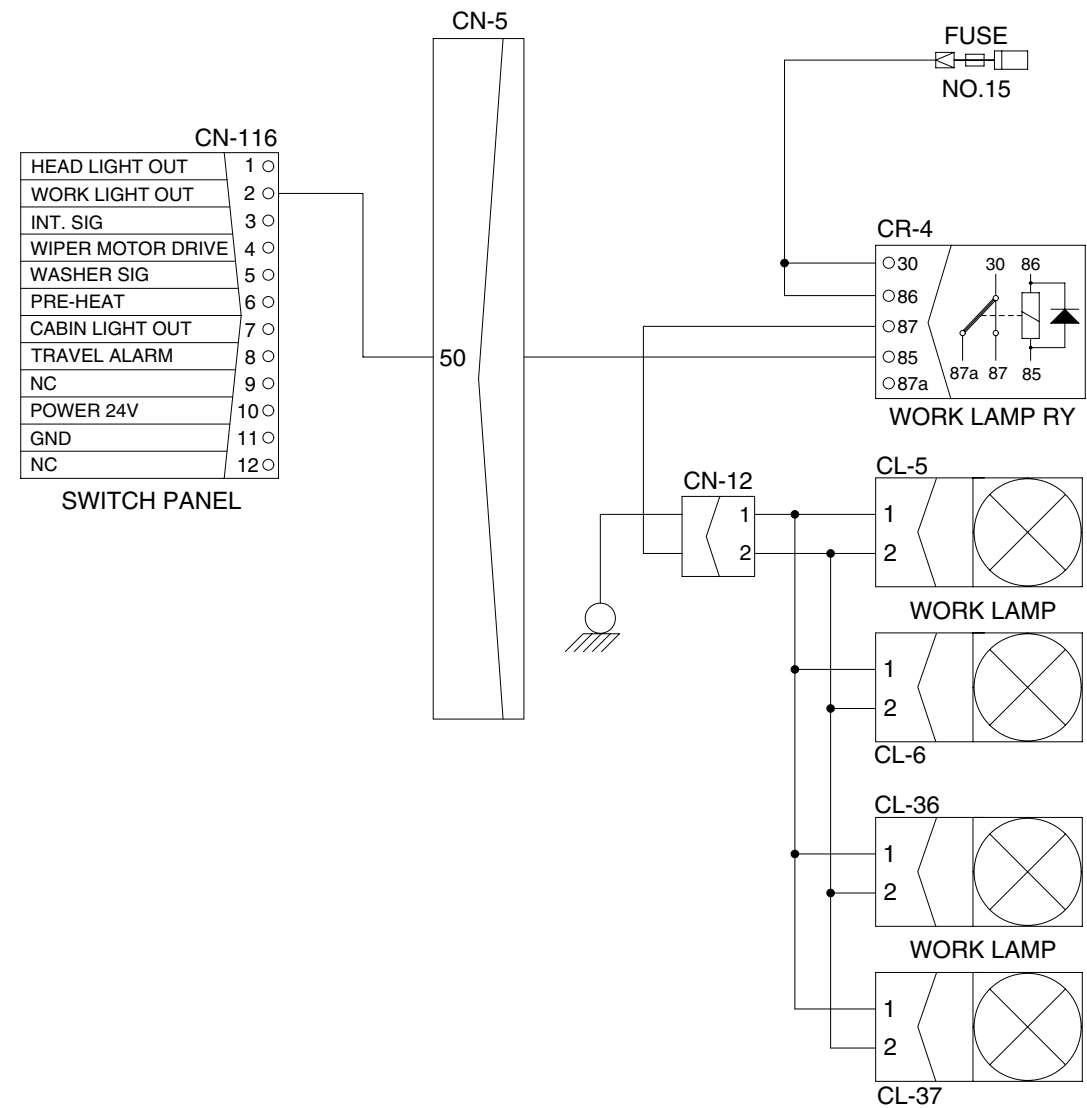 CN-5
FUSE
NO.15
CN-116
HEAD LIGHT OUT 1
WORK LIGHT OUT 2
INT. SIG 3
WIPER MOTOR DRIVE 4
WASHER SIG 5
PRE-HEAT 6
CABIN LIGHT OUT 7
TRAVEL ALARM 8
NC 9
POWER 24V 10
GND 11
NC 12
SWITCH PANEL
50
CR-4
30
86
87
85
87a
30 86
87a 87 85
WORK LAMP RY
CN-12
1
2
CL-5
1
2
WORK LAMP
1
2
CL-6
CL-36
1
2
WORK LAMP
1
2
CL-37